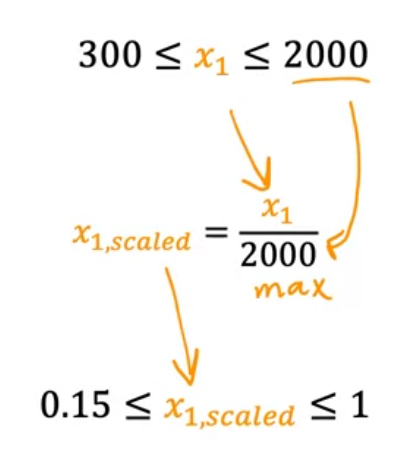 300 ≤ x₁ ≤ 2000
x₁,scaled = x₁ / 2000
max
0.15 ≤ x₁,scaled ≤ 1